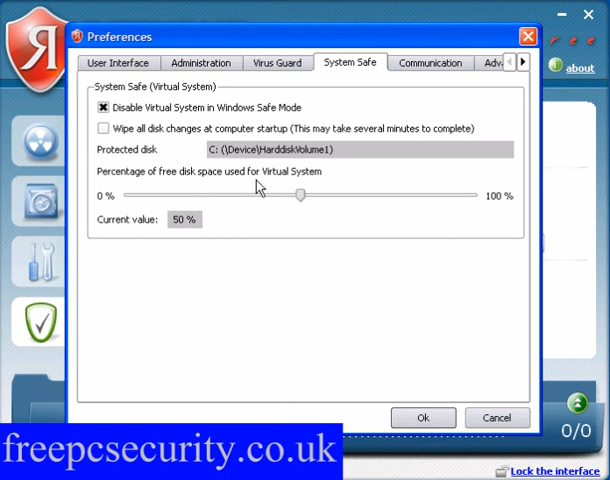 Preferences
User Interface
Administration
Virus Guard
System Safe
Communication
Adv
System Safe (Virtual System)
Disable Virtual System in Windows Safe Mode
Wipe all disk changes at computer startup (This may take several minutes to complete)
Protected disk
C: (\Device\HarddiskVolume1)
Percentage of free disk space used for Virtual System
0 %
100 %
Current value:
50 %
Ok
Cancel
about
0/0
Lock the interface
freepcsecurity.co.uk